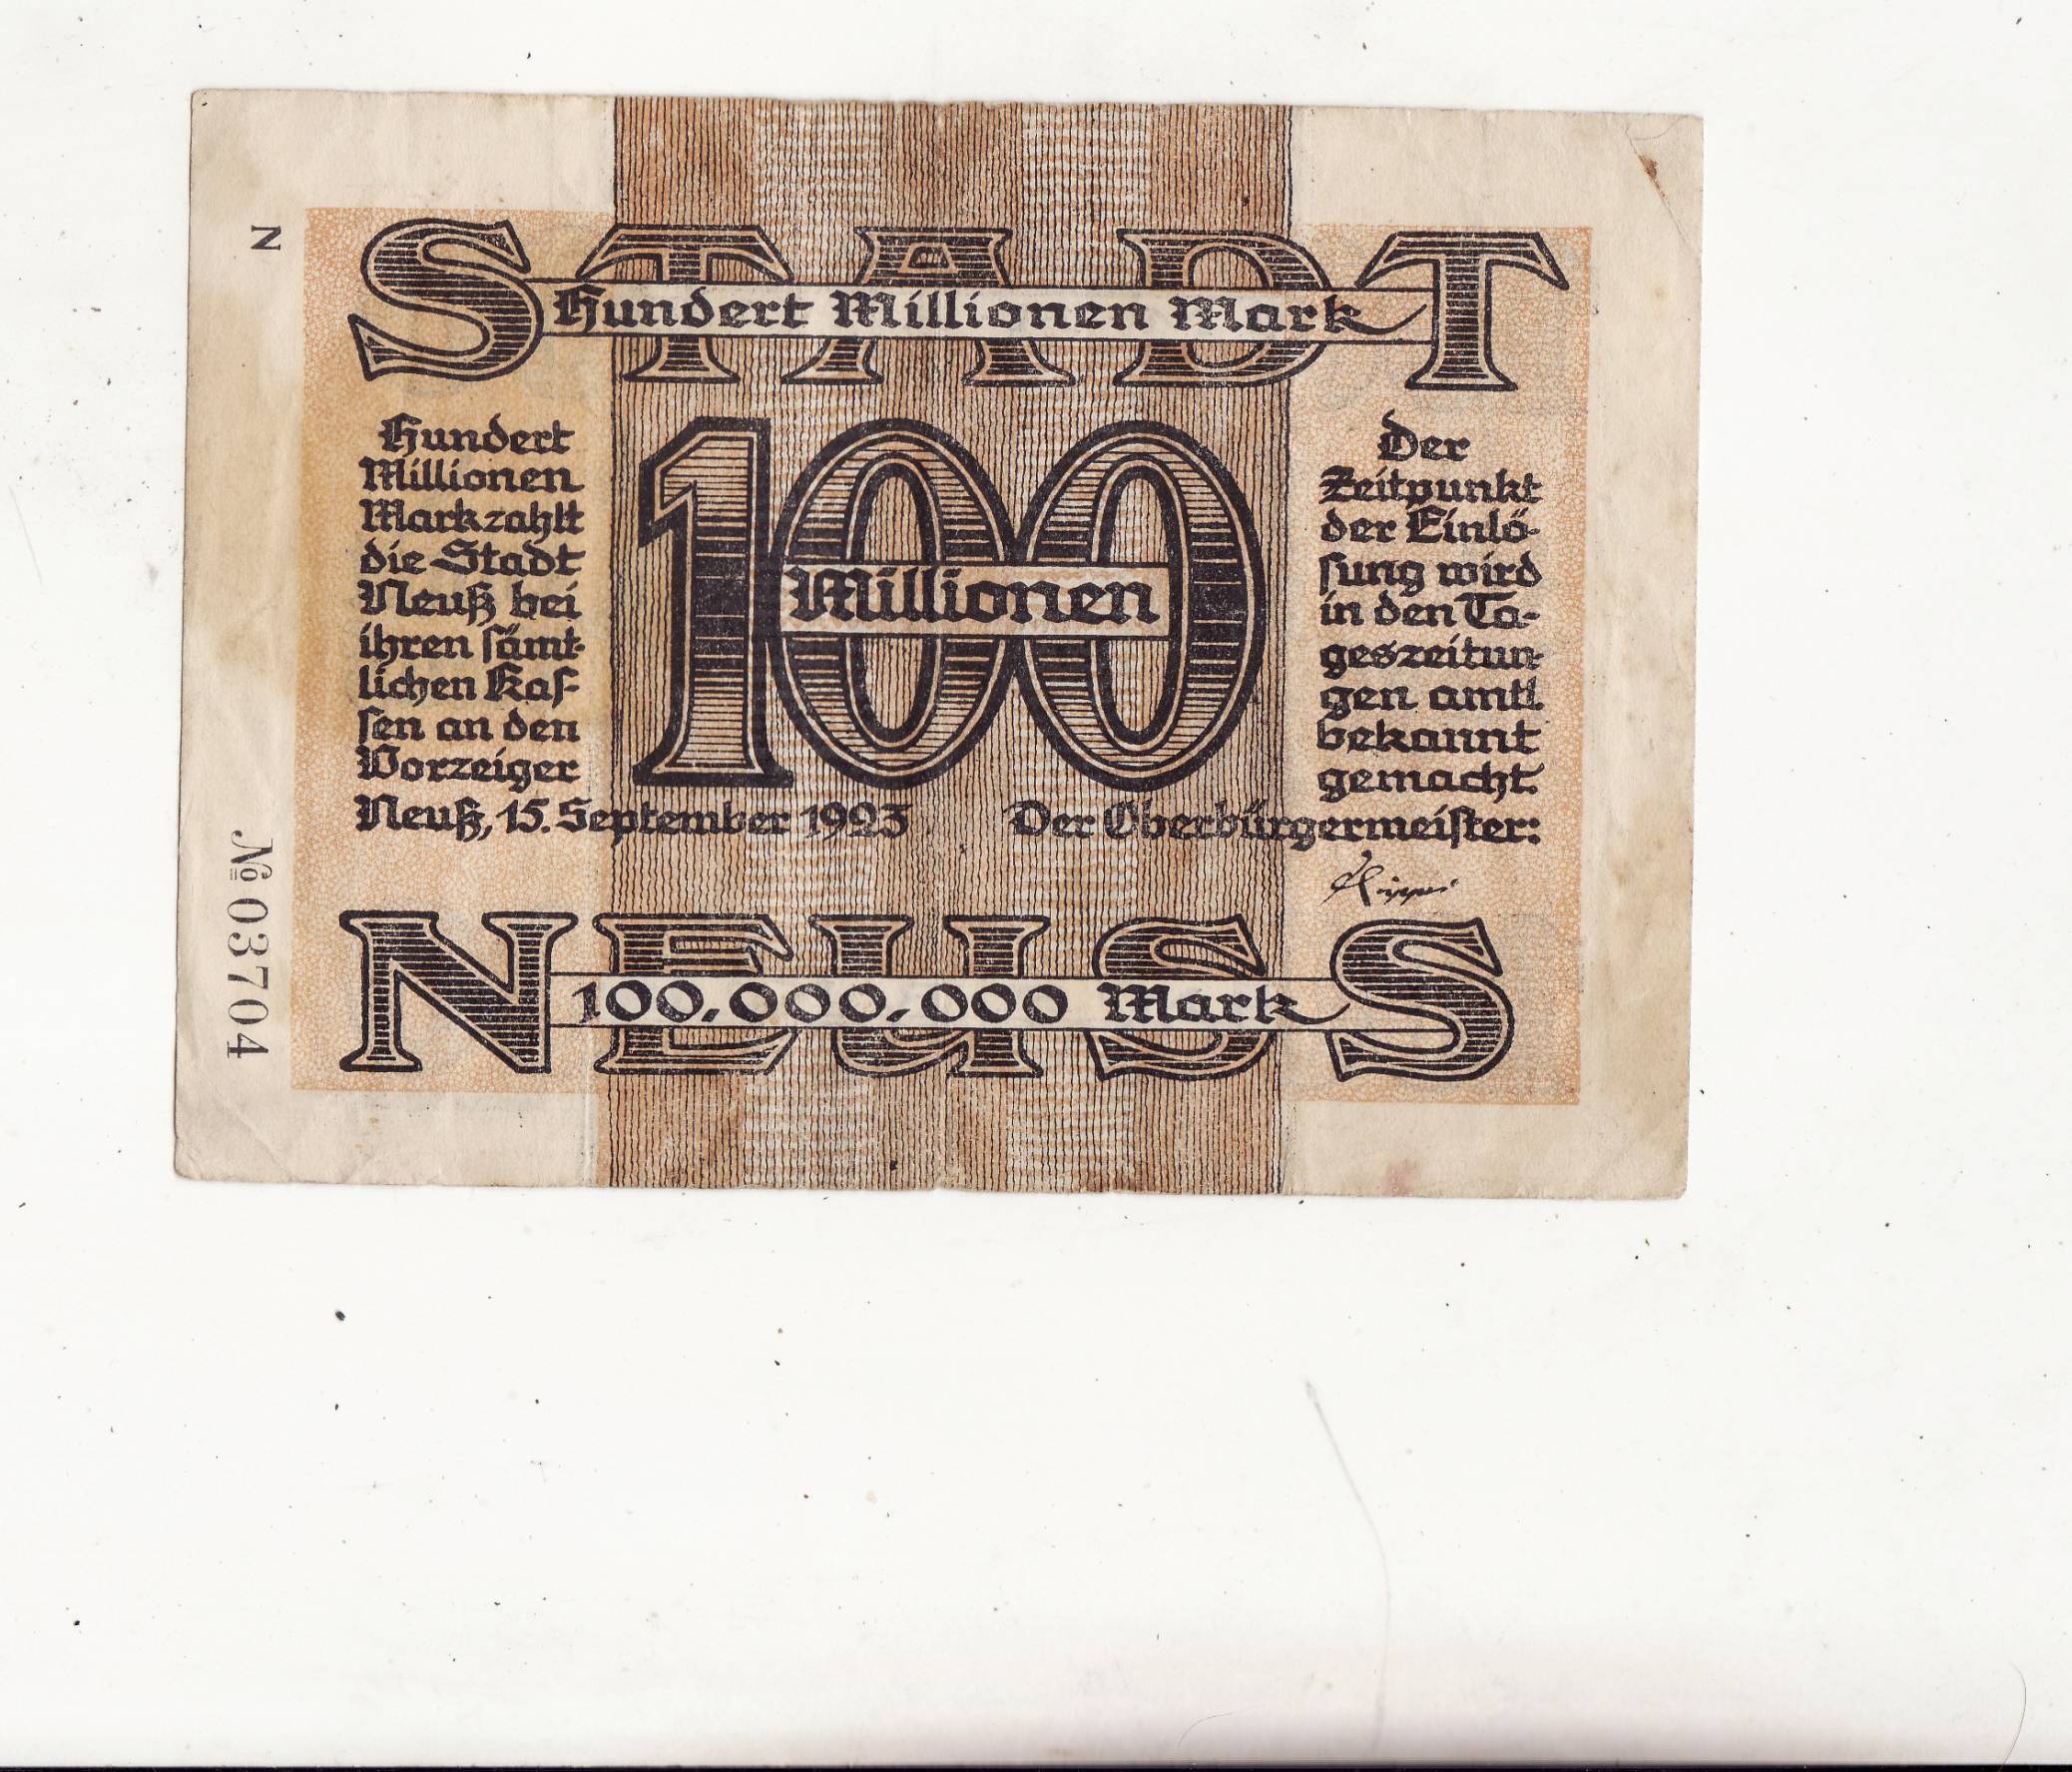 N
№ 03704
STADT
Hundert Millionen Mark
Hundert
Millionen
Mark zahlt
die Stadt
Neuß bei
ihren sämt-
lichen Kas-
sen an den
Vorzeiger
100
Millionen
Der
Zeitpunkt
der Einlö-
sung wird
in den Ta-
geszeitun-
gen amtl.
bekannt
gemacht.
Neuß, 15. September 1923 Der Oberbürgermeister:
NEUSS
100.000.000 Mark